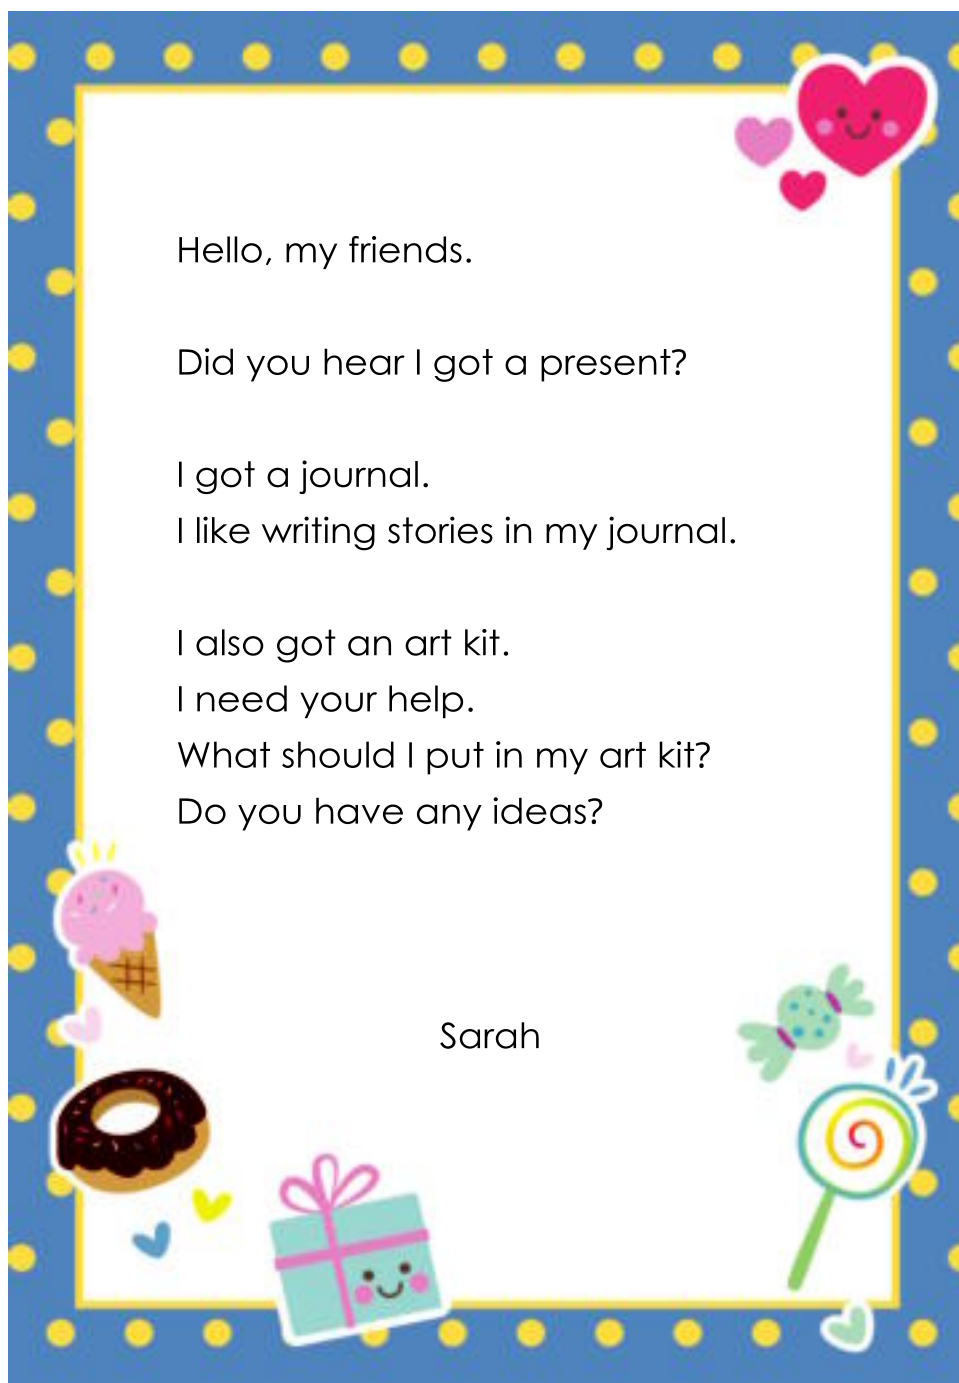 Hello, my friends.
Did you hear I got a present?
I got a journal.
I like writing stories in my journal.
I also got an art kit.
I need your help.
What should I put in my art kit?
Do you have any ideas?
Sarah